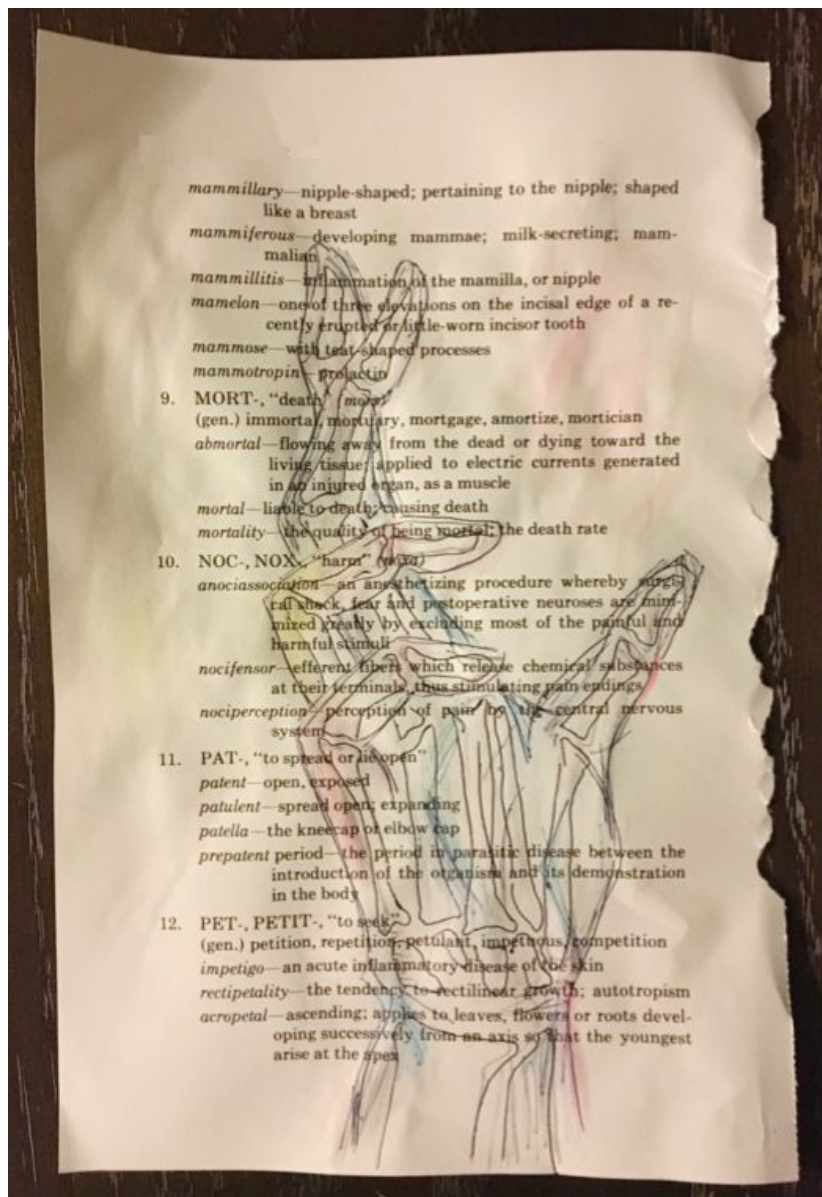 mammillary—nipple-shaped; pertaining to the nipple; shaped
like a breast
mammiferous—developing mammae; milk-secreting; mam-
malian
mammillitis—inflammation of the mamilla, or nipple
mamelon—one of three elevations on the incisal edge of a re-
cently erupted or little-worn incisor tooth
mammose—with teat-shaped processes
mammotropin—prolactin
9. MORT-, “death” (mors)
(gen.) immortal, mortuary, mortgage, amortize, mortician
abmortal—flowing away from the dead or dying toward the
living tissue; applied to electric currents generated
in an injured organ, as a muscle
mortal—liable to death; causing death
mortality—the quality of being mortal; the death rate
10. NOC-, NOX-, “harm”
anociassociation—an anesthetizing procedure whereby surgi-
cal shock, fear and postoperative neuroses are mini-
mized greatly by excluding most of the painful and
harmful stimuli
nocifensor—efferent fibers which release chemical substances
at their terminals, thus stimulating pain endings
nociperception—perception of pain by the central nervous
system
11. PAT-, “to spread or lie open”
patent—open, exposed
patulent—spread open; expanding
patella—the kneecap or elbow cap
prepatent period—the period in parasitic disease between the
introduction of the organism and its demonstration
in the body
12. PET-, PETIT-, “to seek”
(gen.) petition, repetition, petulant, impetuous, competition
impetigo—an acute inflammatory disease of the skin
rectipetality—the tendency to rectilinear growth; autotropism
acropetal—ascending; applies to leaves, flowers or roots devel-
oping successively from an axis so that the youngest
arise at the apex